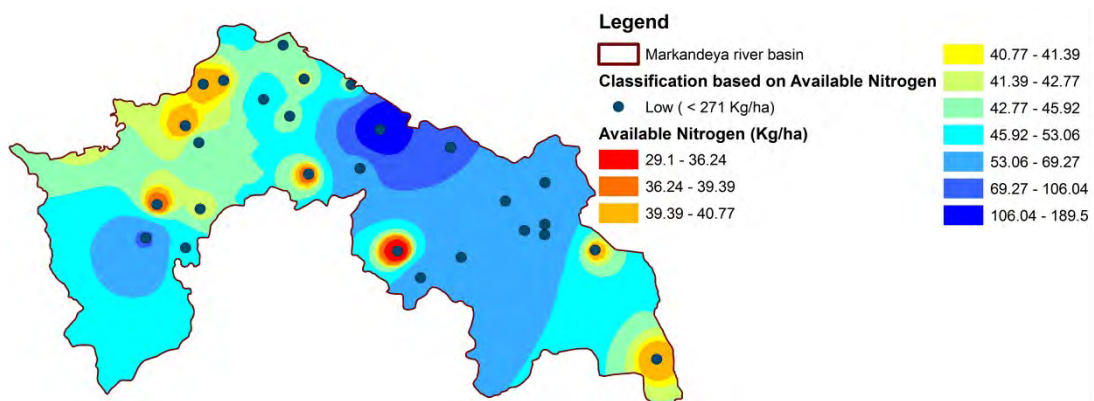 Legend
Markandeya river basin
Classification based on Available Nitrogen
Low ( < 271 Kg/ha)
Available Nitrogen (Kg/ha)
29.1 - 36.24
36.24 - 39.39
39.39 - 40.77
40.77 - 41.39
41.39 - 42.77
42.77 - 45.92
45.92 - 53.06
53.06 - 69.27
69.27 - 106.04
106.04 - 189.5